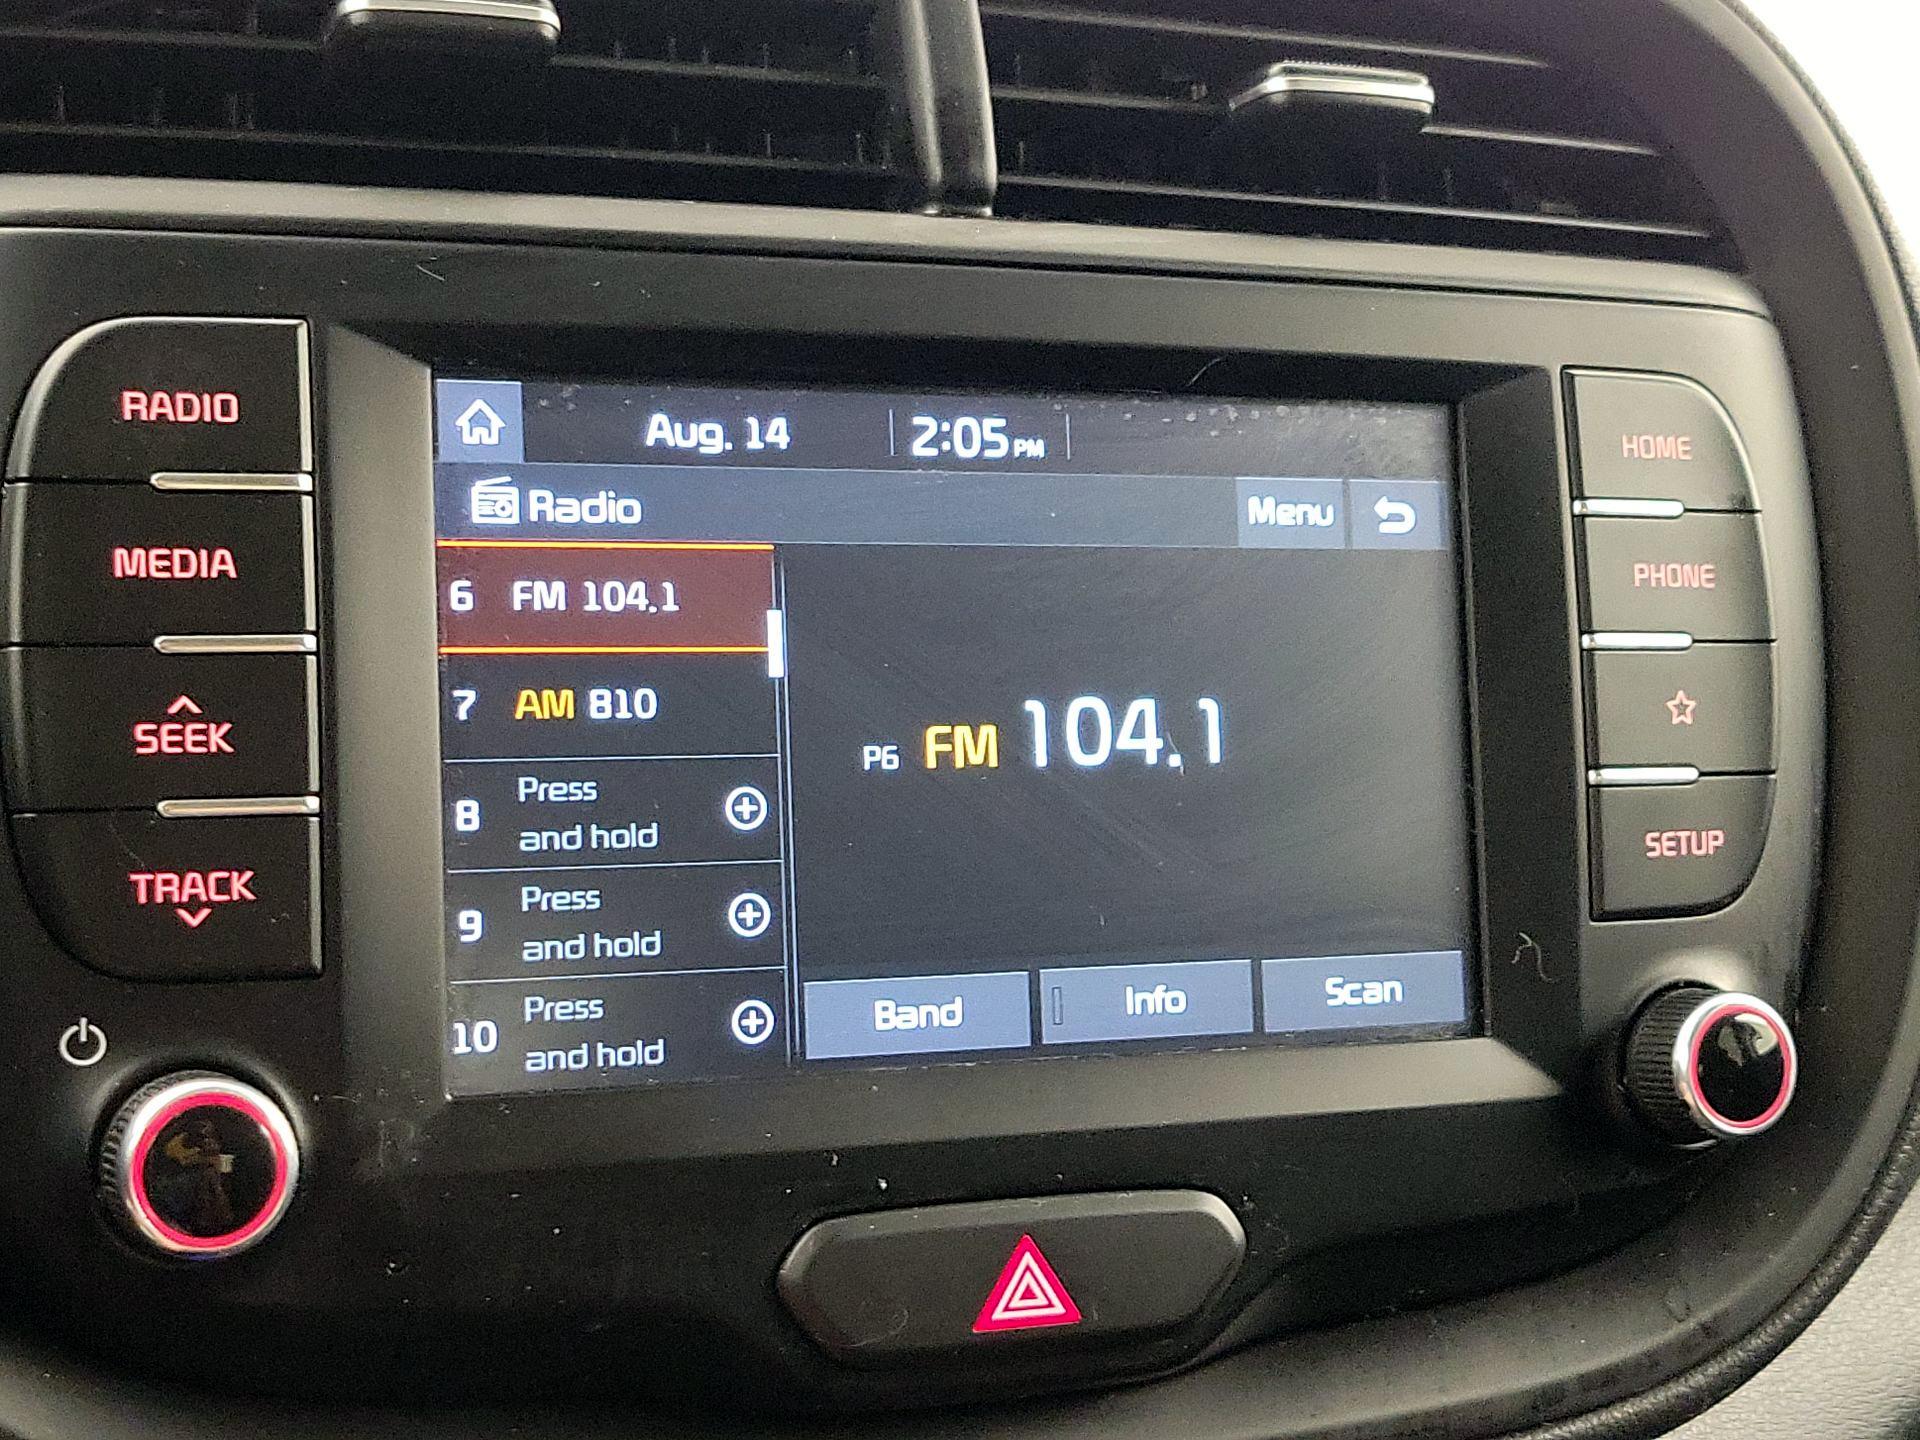 RADIO
MEDIA
SEEK
TRACK
Aug. 14
2:05 PM
Radio
Menu
6 FM 104.1
7 AM 810
8 Press
and hold
9 Press
and hold
10 Press
and hold
P6 FM 104.1
Band
Info
Scan
HOME
PHONE
SETUP